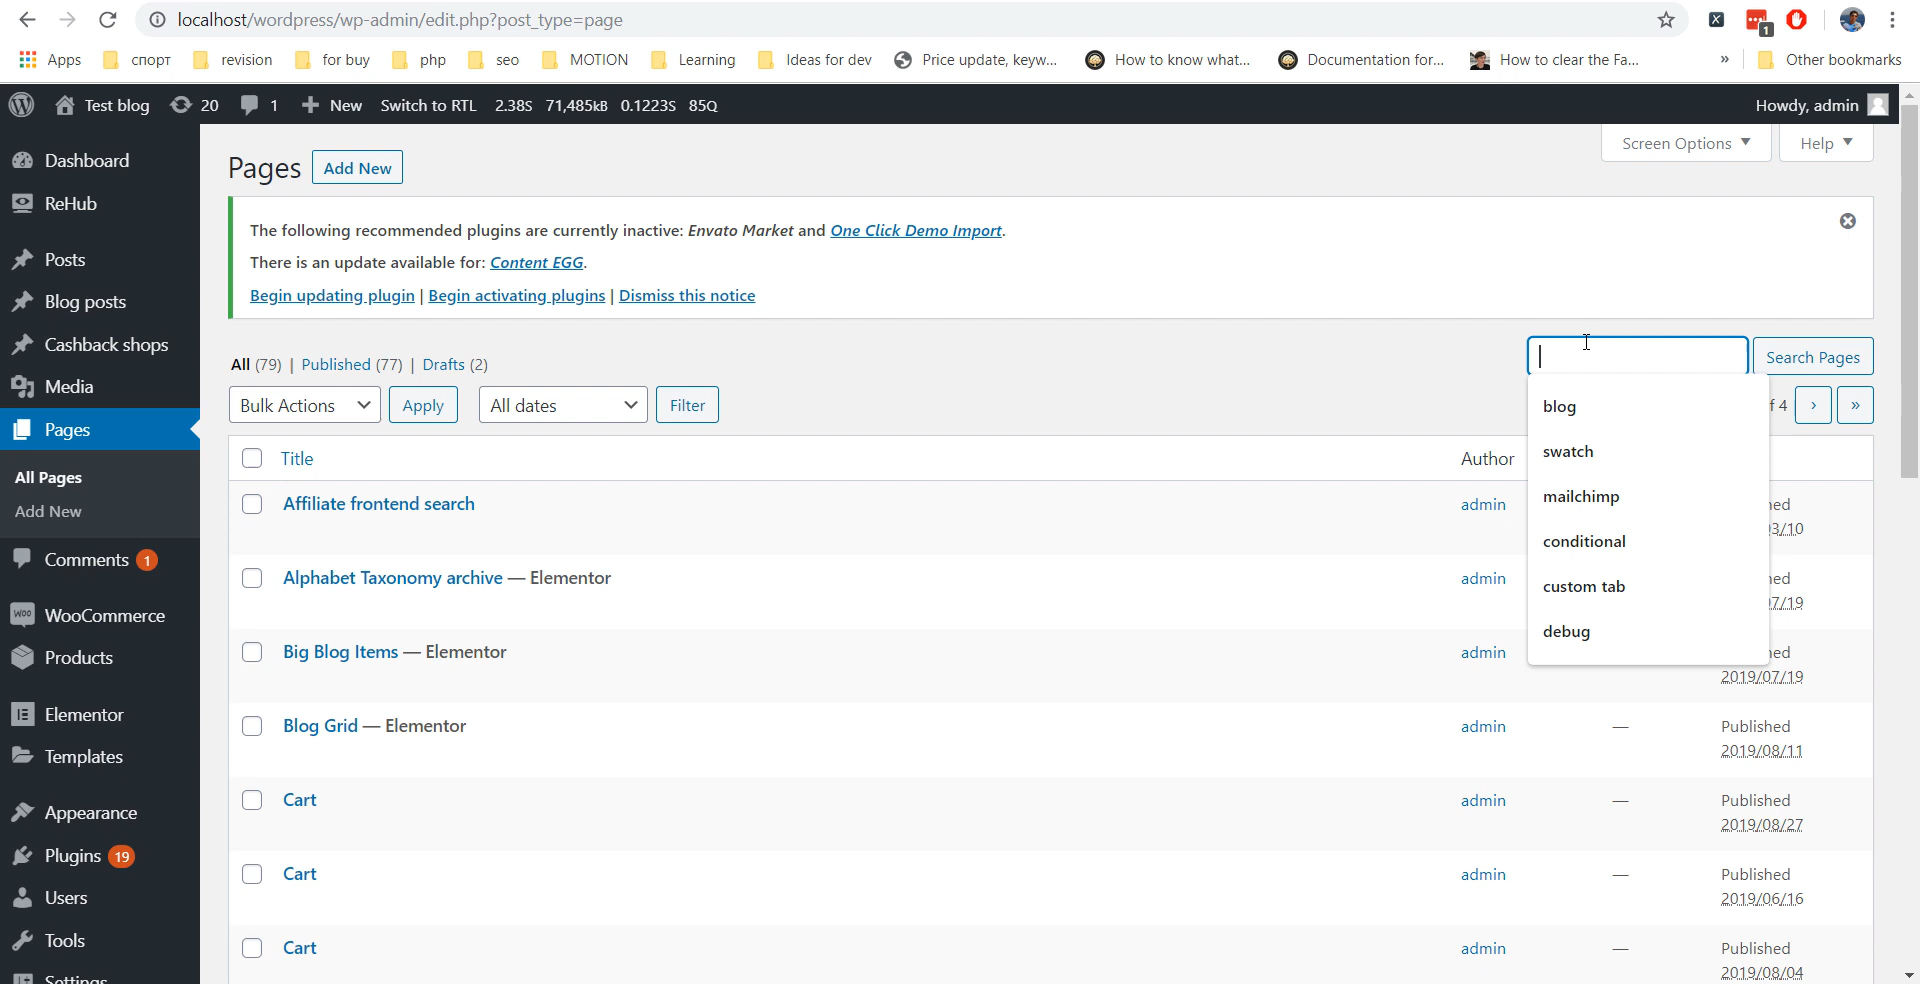 localhost/wordpress/wp-admin/edit.php?post_type=page
1
Apps спорт revision for buy php seo MOTION Learning Ideas for dev Price update, keyw... How to know what... Documentation for... How to clear the Fa... » Other bookmarks
Test blog 20 1 New Switch to RTL 2.38S 71,485kB 0.1223S 85Q Howdy, admin
Dashboard
ReHub
Posts
Blog posts
Cashback shops
Media
Pages
All Pages
Add New
Comments 1
WooCommerce
Products
Elementor
Templates
Appearance
Plugins 19
Users
Tools
Settings
Screen Options Help
Pages Add New
The following recommended plugins are currently inactive: Envato Market and One Click Demo Import.
There is an update available for: Content EGG.
Begin updating plugin | Begin activating plugins | Dismiss this notice
All (79) | Published (77) | Drafts (2)
Search Pages
Bulk Actions Apply All dates Filter
f 4 › »
blog
swatch
mailchimp
conditional
custom tab
debug
Title Author
Affiliate frontend search admin ned
3/10
Alphabet Taxonomy archive — Elementor admin ned
7/19
Big Blog Items — Elementor admin ned
2019/07/19
Blog Grid — Elementor admin — Published
2019/08/11
Cart admin — Published
2019/08/27
Cart admin — Published
2019/06/16
Cart admin — Published
2019/08/04